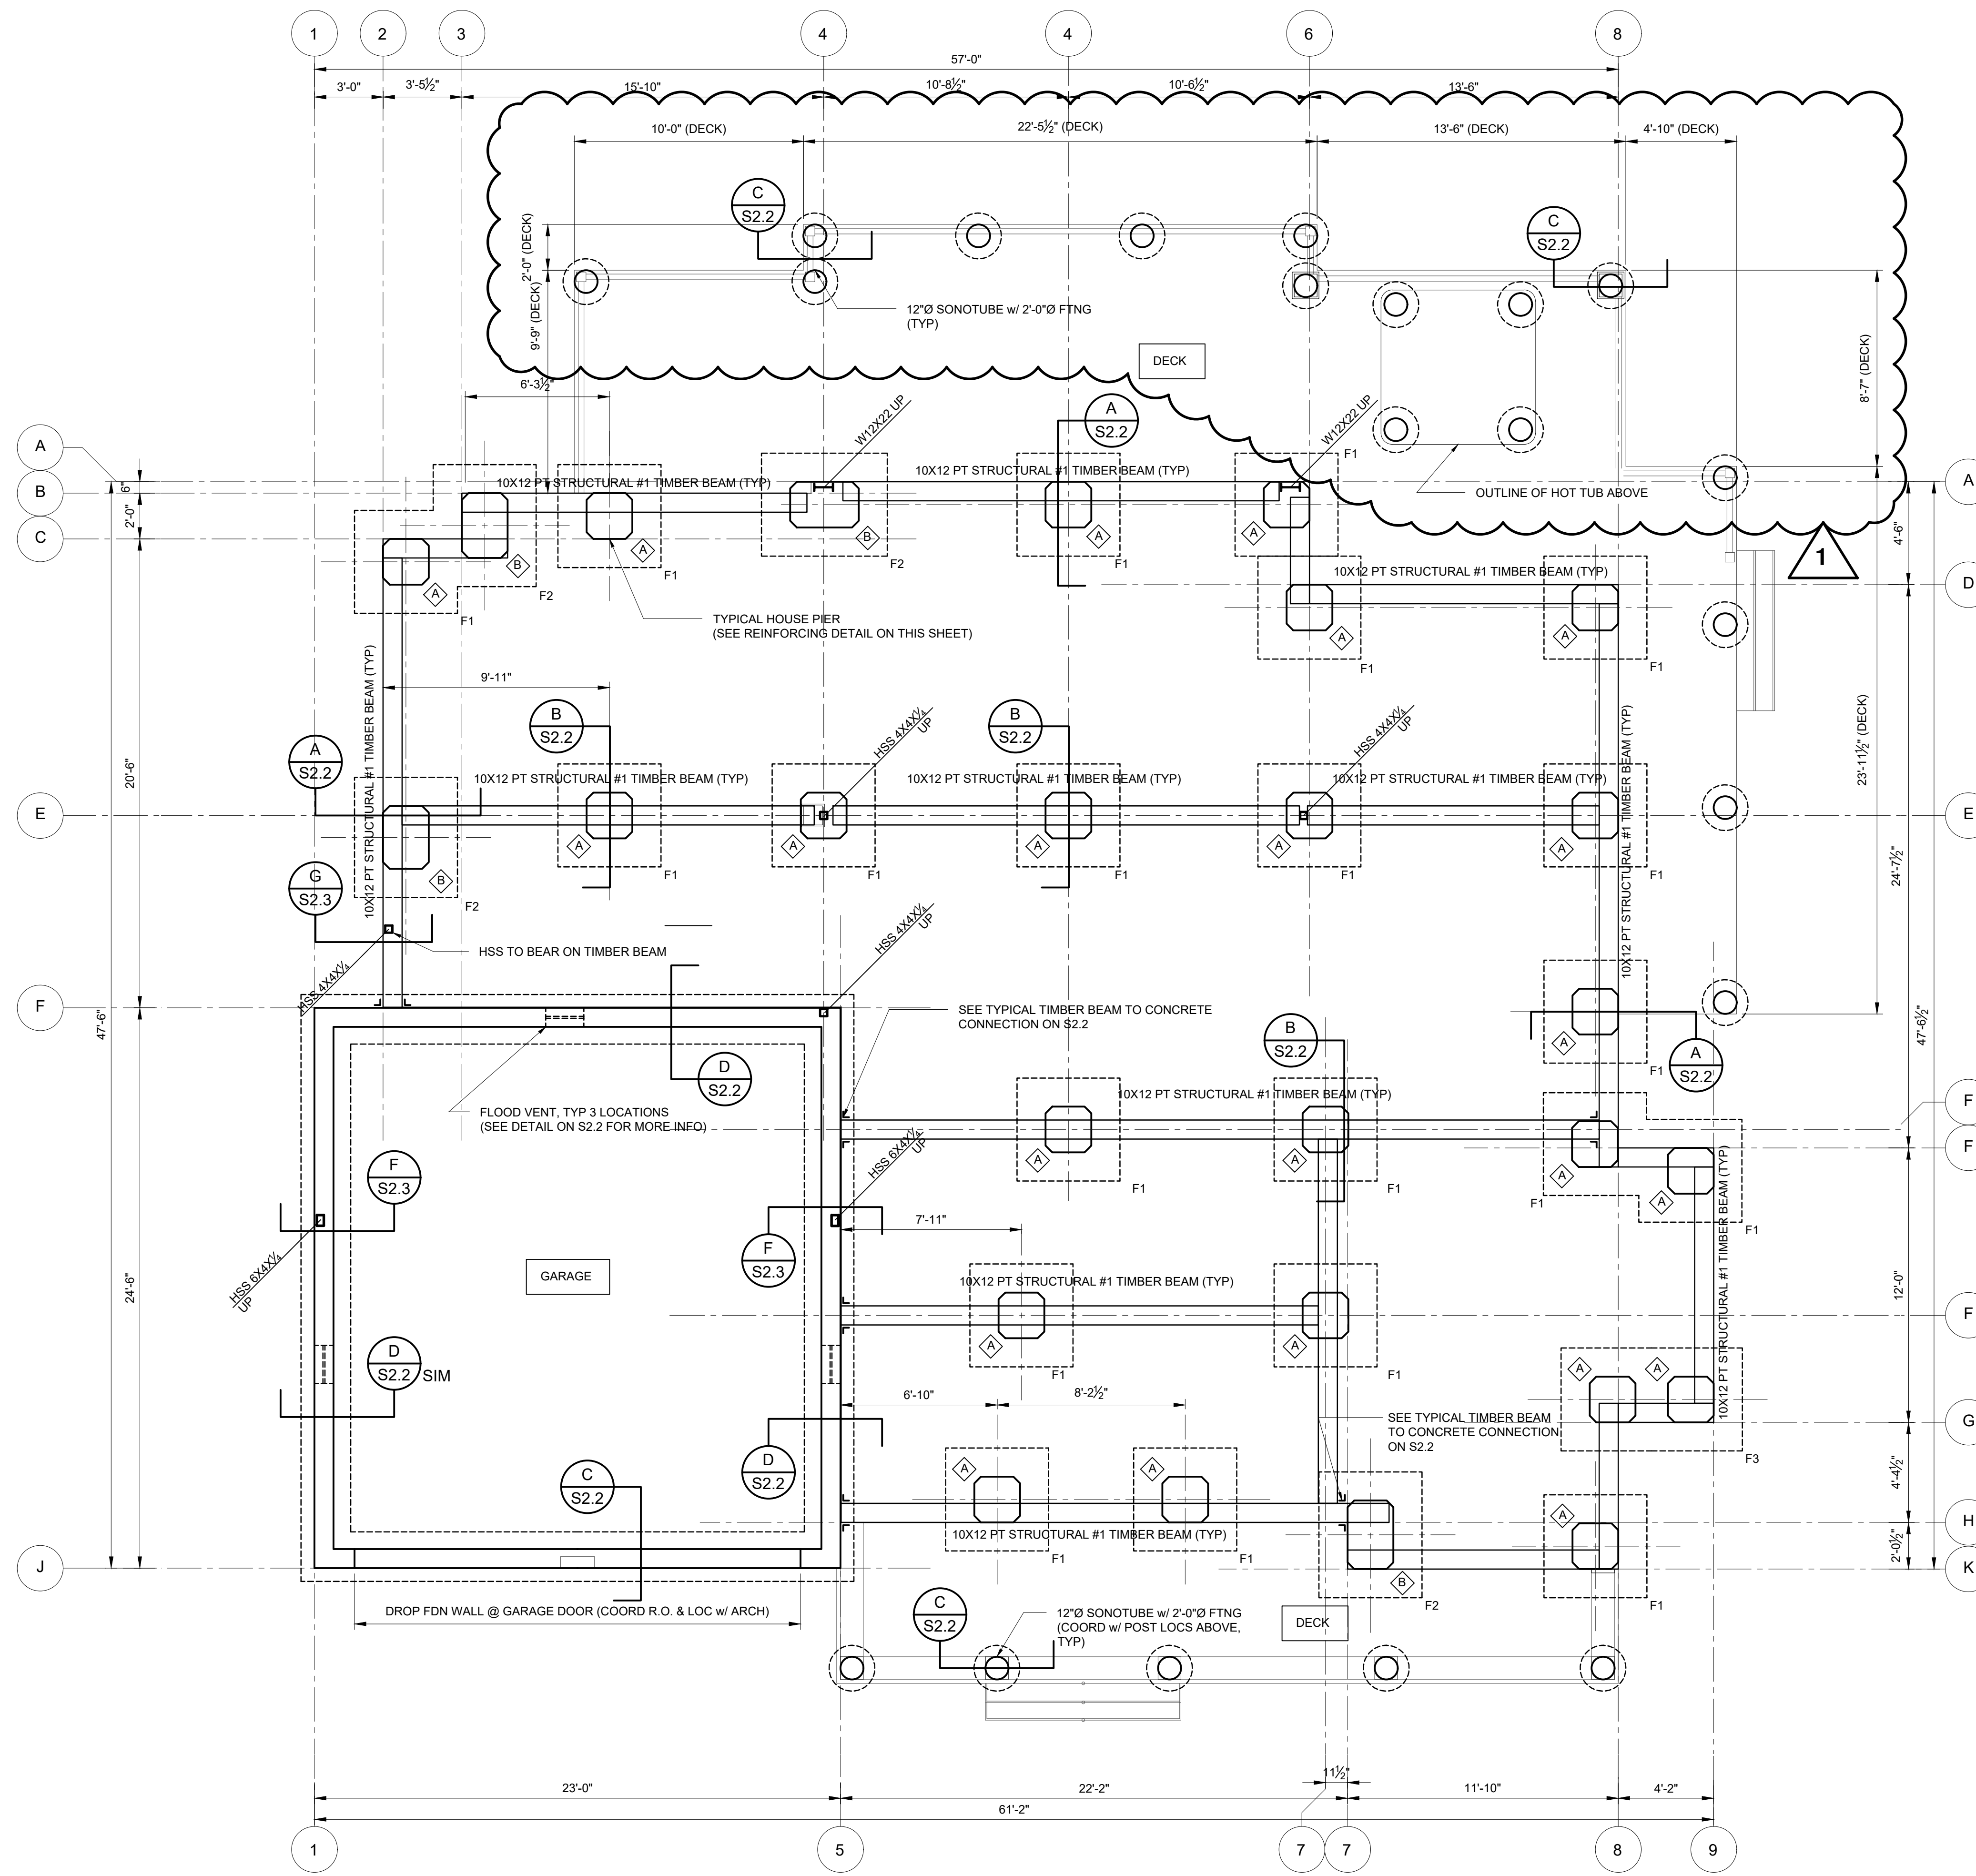 1 2 3 4 4 6 8
57'-0"
3'-0" 3'-5½" 15'-10" 10'-8½" 10'-6½" 13'-6"
10'-0" (DECK) 22'-5½" (DECK) 13'-6" (DECK) 4'-10" (DECK)
C
S2.2
C
S2.2
2'-0" (DECK)
9'-9" (DECK)
12"Ø SONOTUBE w/ 2'-0"Ø FTNG
(TYP)
DECK
8'-7" (DECK)
6'-3½"
W12X22 UP
A
S2.2
W12X22 UP
OUTLINE OF HOT TUB ABOVE
1
A
B
C
6"
2'-0"
A
4'-6"
D
10X12 PT STRUCTURAL #1 TIMBER BEAM (TYP)
10X12 PT STRUCTURAL #1 TIMBER BEAM (TYP)
F1
A
B
A
F1
B
F2
A
F1
B
F2
A
F1
A
10X12 PT STRUCTURAL #1 TIMBER BEAM (TYP)
A
F1
A
F1
TYPICAL HOUSE PIER
(SEE REINFORCING DETAIL ON THIS SHEET)
10X12 PT STRUCTURAL #1 TIMBER BEAM (TYP)
9'-11"
20'-6"
B
S2.2
HSS 4X4X¼
UP
B
S2.2
HSS 4X4X¼
UP
10X12 PT STRUCTURAL #1 TIMBER BEAM (TYP)
23'-11½" (DECK)
A
S2.2
10X12 PT STRUCTURAL #1 TIMBER BEAM (TYP)
10X12 PT STRUCTURAL #1 TIMBER BEAM (TYP)
10X12 PT STRUCTURAL #1 TIMBER BEAM (TYP)
E
E
A
F1
A
F1
A
F1
A
F1
A
F1
B
F2
G
S2.3
24'-7½"
HSS 4X4X¼
HSS TO BEAR ON TIMBER BEAM
HSS 4X4X¼
UP
F
47'-6"
47'-6½"
SEE TYPICAL TIMBER BEAM TO CONCRETE
CONNECTION ON S2.2
B
S2.2
A
F1
A
S2.2
D
S2.2
FLOOD VENT, TYP 3 LOCATIONS
(SEE DETAIL ON S2.2 FOR MORE INFO)
10X12 PT STRUCTURAL #1 TIMBER BEAM (TYP)
F
F
F
S2.3
HSS 6X4X¼
UP
A
F1
A
F1
A
F1
A
F1
10X12 PT STRUCTURAL #1 TIMBER BEAM (TYP)
7'-11"
F
S2.3
HSS 6X4X¼
UP
GARAGE
24'-6"
12'-0"
10X12 PT STRUCTURAL #1 TIMBER BEAM (TYP)
F
A
F1
A
F1
D
S2.2
SIM
A
A
F3
6'-10" 8'-2½"
SEE TYPICAL TIMBER BEAM
TO CONCRETE CONNECTION
ON S2.2
G
4'-4½"
D
S2.2
C
S2.2
A
A
10X12 PT STRUCTURAL #1 TIMBER BEAM (TYP)
F1
F1
A
H
2'-0½"
J
K
B
F2
F1
DROP FDN WALL @ GARAGE DOOR (COORD R.O. & LOC w/ ARCH)
C
S2.2
12"Ø SONOTUBE w/ 2'-0"Ø FTNG
(COORD w/ POST LOCS ABOVE,
TYP)
DECK
11½"
23'-0" 22'-2" 11'-10" 4'-2"
61'-2"
1 5 7 7 8 9